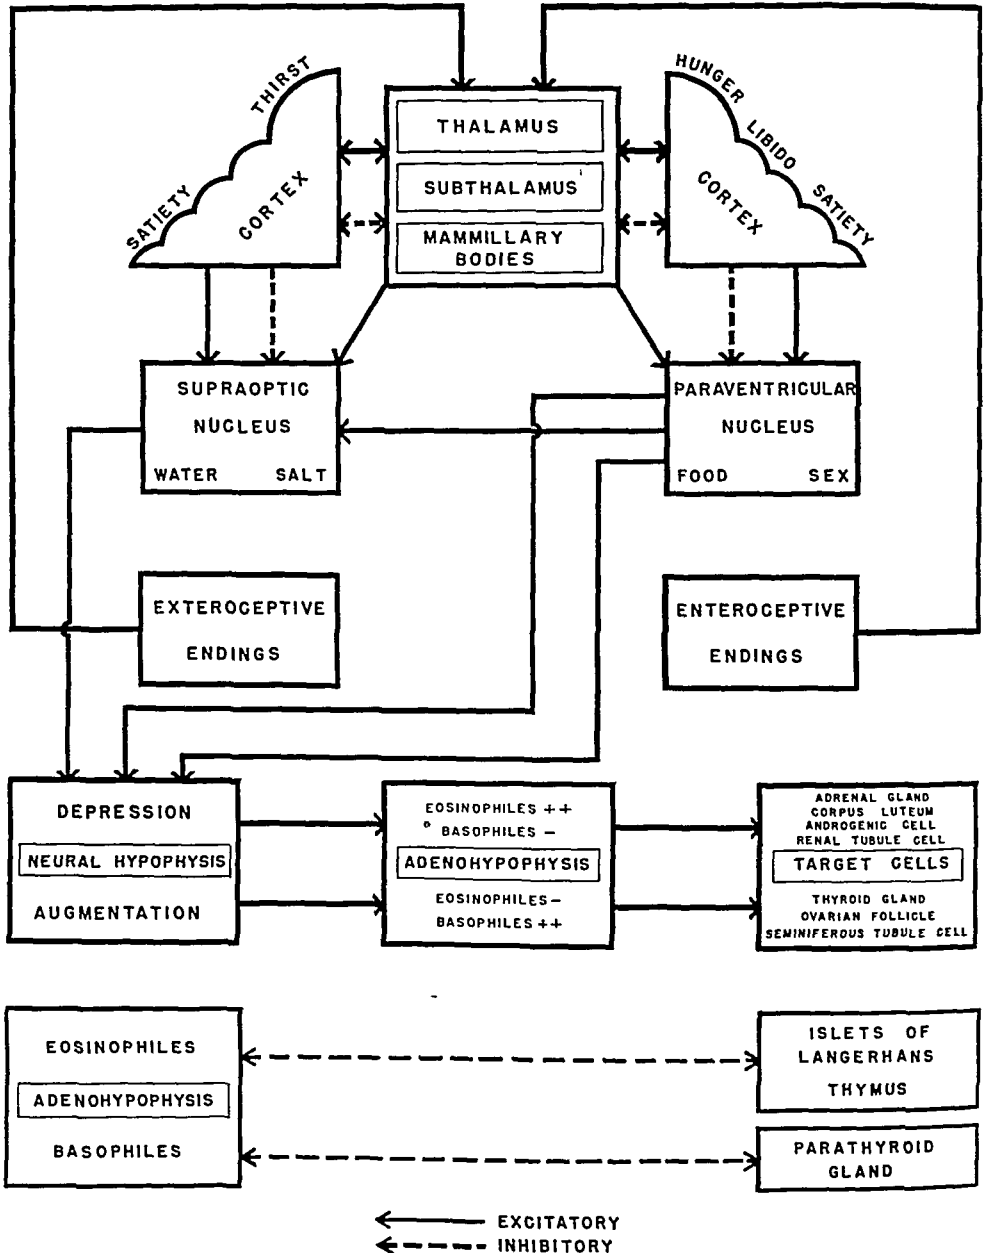 THIRST
SATIETY
CORTEX
THALAMUS
SUBTHALAMUS
MAMMILLARY
BODIES
HUNGER
LIBIDO
SATIETY
CORTEX
SUPRAOPTIC
NUCLEUS
WATER SALT
PARAVENTRICULAR
NUCLEUS
FOOD SEX
EXTEROCEPTIVE
ENDINGS
ENTEROCEPTIVE
ENDINGS
DEPRESSION
NEURAL HYPOPHYSIS
AUGMENTATION
EOSINOPHILES ++
BASOPHILES −
ADENOHYPOPHYSIS
EOSINOPHILES −
BASOPHILES ++
ADRENAL GLAND
CORPUS LUTEUM
ANDROGENIC CELL
RENAL TUBULE CELL
TARGET CELLS
THYROID GLAND
OVARIAN FOLLICLE
SEMINIFEROUS TUBULE CELL
EOSINOPHILES
ADENOHYPOPHYSIS
BASOPHILES
ISLETS OF
LANGERHANS
THYMUS
PARATHYROID
GLAND
EXCITATORY
INHIBITORY